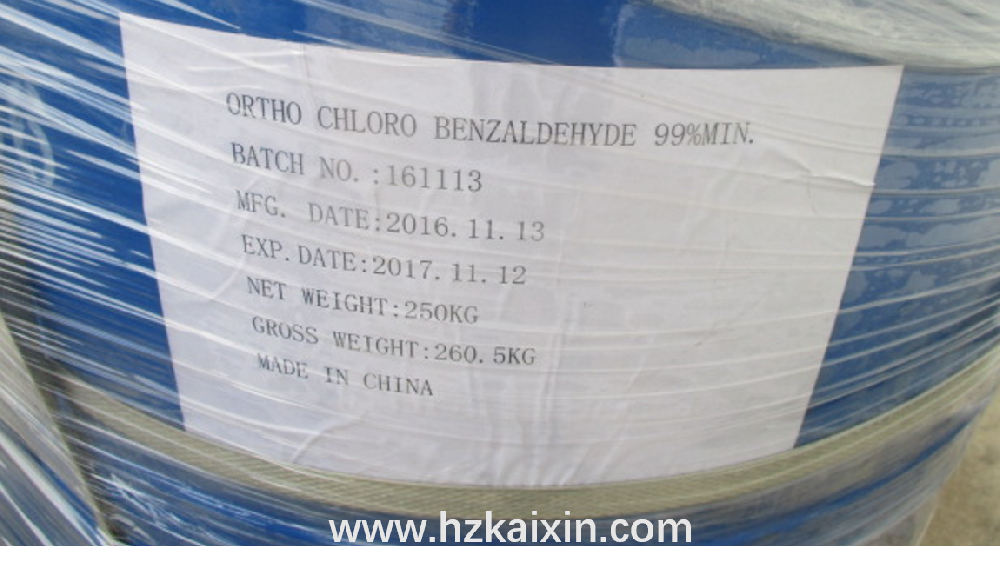 ORTHO CHLORO BENZALDEHYDE 99%MIN.
BATCH NO.:161113
MFG. DATE:2016.11.13
EXP.DATE:2017.11.12
NET WEIGHT:250KG
GROSS WEIGHT:260.5KG
MADE IN CHINA
www.hzkaixin.com